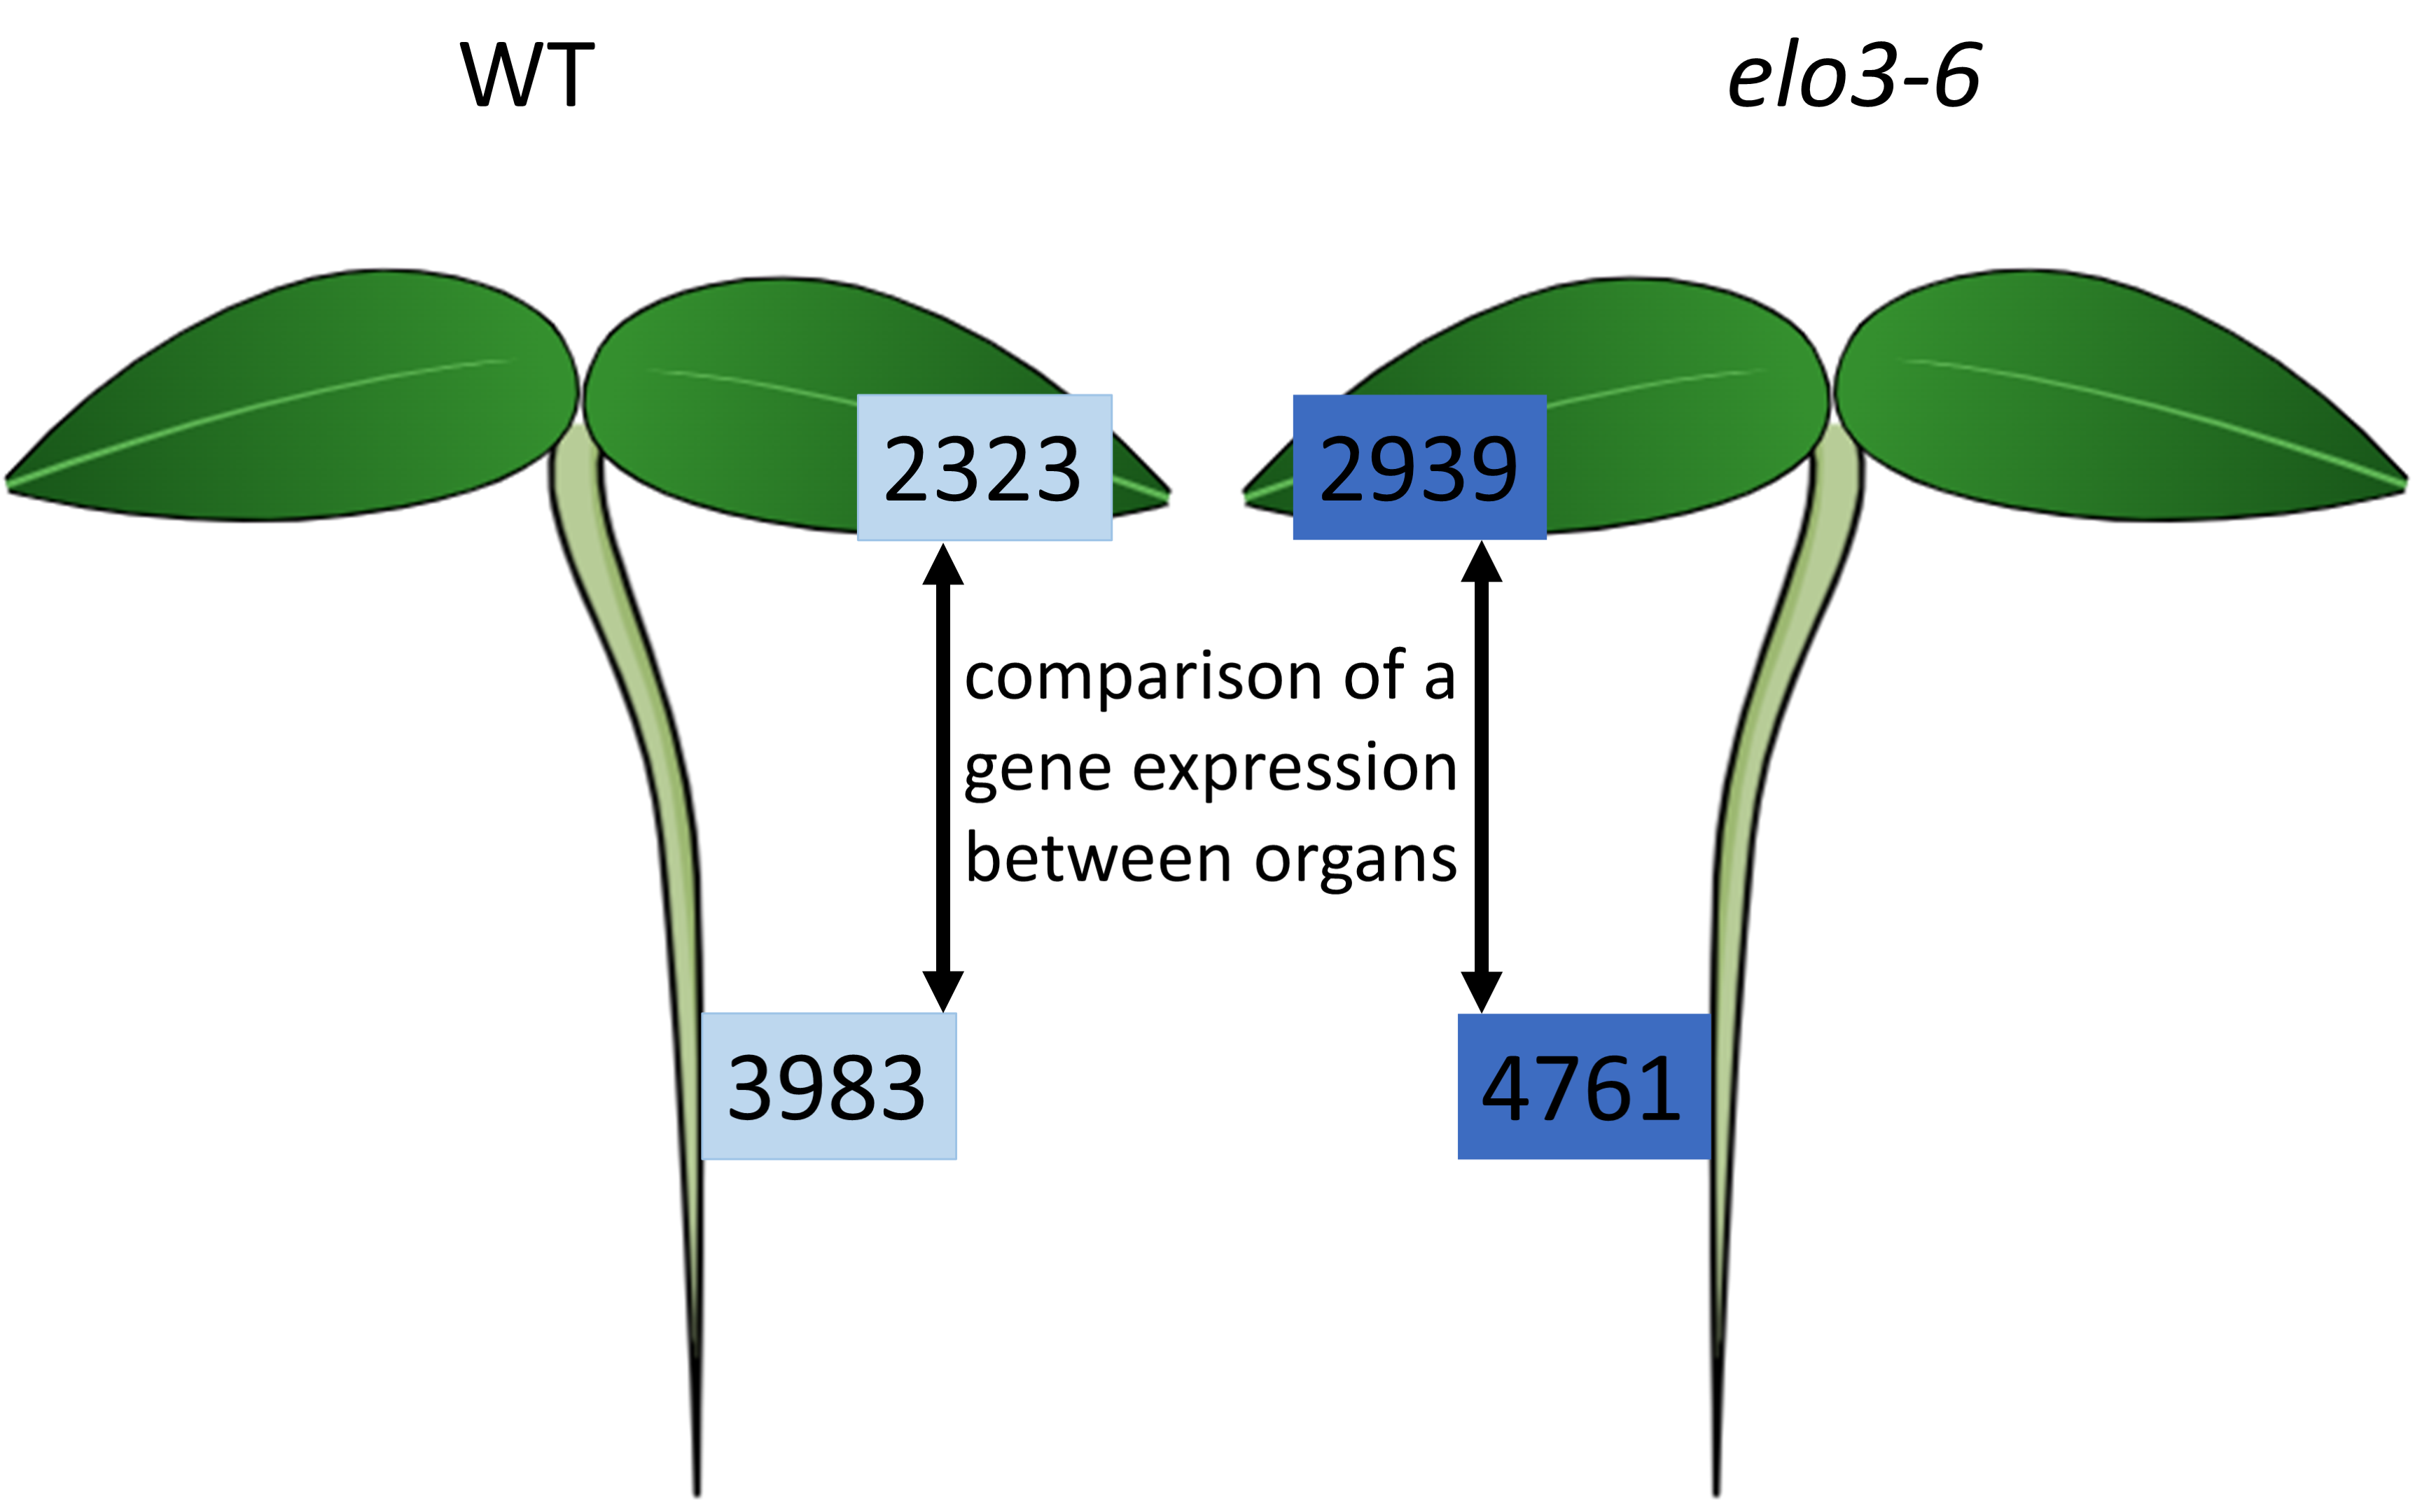 WT
elo3-6
2323
2939
comparison of a
gene expression
between organs
3983
4761